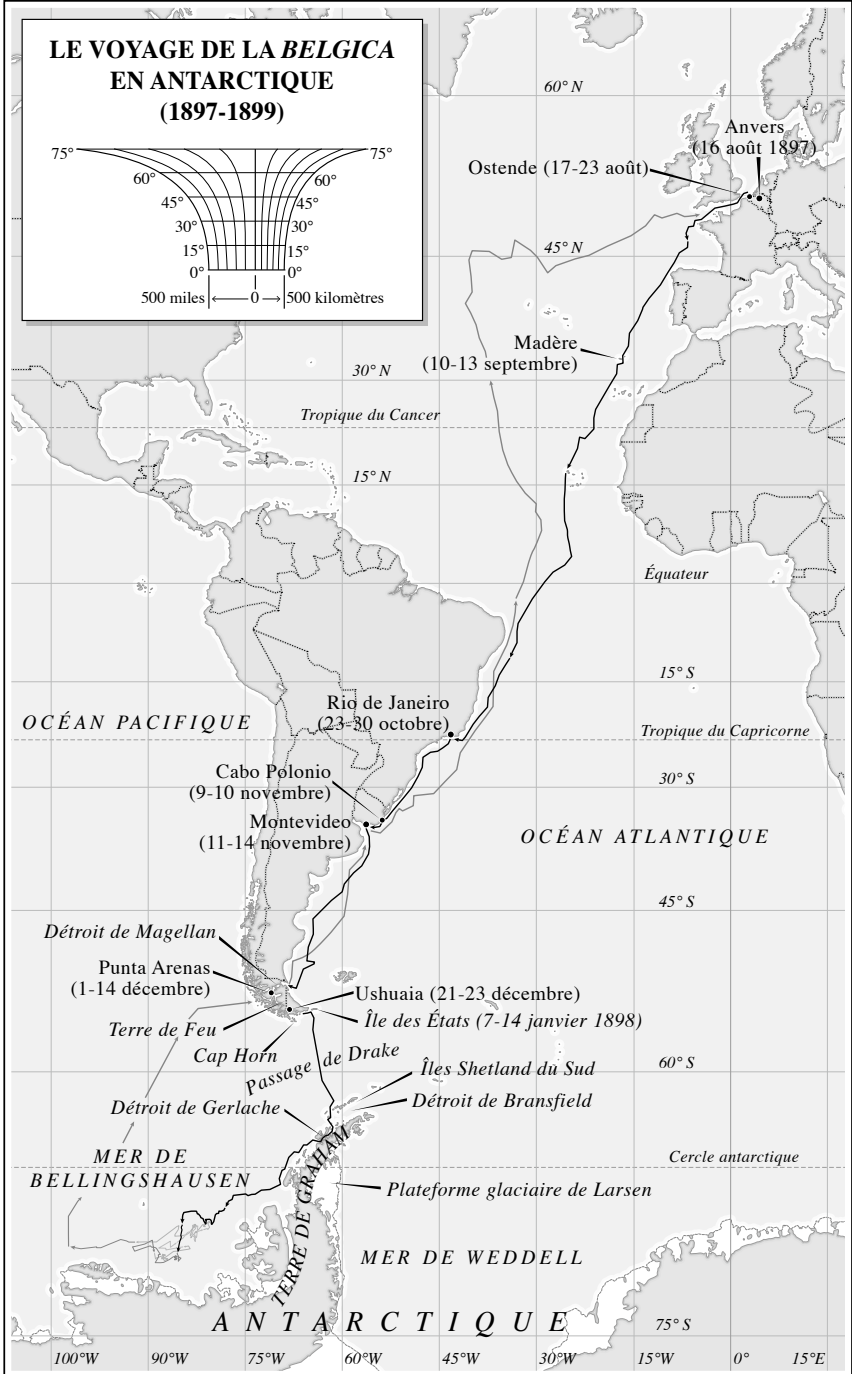 LE VOYAGE DE LA BELGICA
EN ANTARCTIQUE
(1897-1899)
75° 75°
60° 60°
45° 45°
30° 30°
15° 15°
0° 0°
500 miles 0 500 kilomètres
60° N
Anvers
(16 août 1897)
Ostende (17-23 août)
45° N
Madère
(10-13 septembre)
30° N
Tropique du Cancer
15° N
Équateur
15° S
Rio de Janeiro
(23-30 octobre)
OCÉAN PACIFIQUE
Tropique du Capricorne
Cabo Polonio
(9-10 novembre)
30° S
Montevideo
(11-14 novembre)
OCÉAN ATLANTIQUE
45° S
Détroit de Magellan
Punta Arenas
(1-14 décembre)
Ushuaia (21-23 décembre)
Île des États (7-14 janvier 1898)
Terre de Feu
Cap Horn
Passage de Drake
60° S
Îles Shetland du Sud
Détroit de Bransfield
Détroit de Gerlache
MER DE
BELLINGSHAUSEN
Cercle antarctique
Plateforme glaciaire de Larsen
TERRE DE GRAHAM
MER DE WEDDELL
ANTARCTIQUE
75° S
100°W 90°W 75°W 60°W 45°W 30°W 15°W 0° 15°E